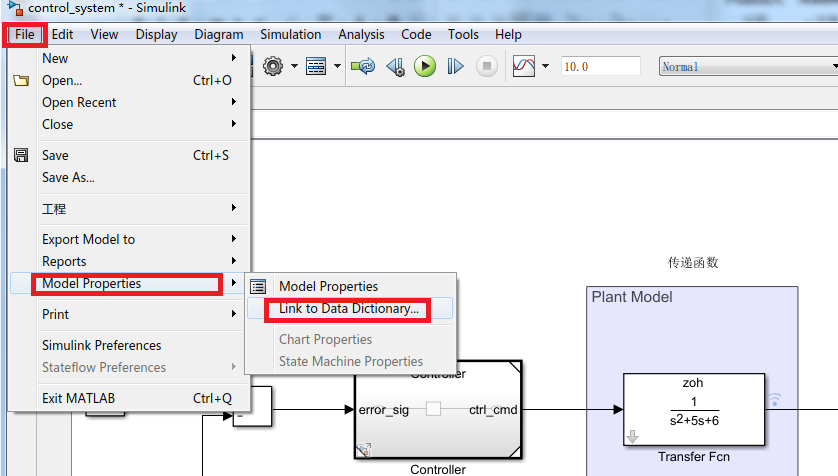 control_system * - Simulink
File Edit View Display Diagram Simulation Analysis Code Tools Help
New
10.0 Normal
Open... Ctrl+O
Open Recent
Close
Save Ctrl+S
Save As...
工程
Export Model to
Reports
Model Properties
Print
Simulink Preferences
Stateflow Preferences
Exit MATLAB Ctrl+Q
Model Properties
Link to Data Dictionary...
Chart Properties
State Machine Properties
Controller
error_sig ctrl_cmd
Controller
传递函数
Plant Model
zoh
1
s²+5s+6
Transfer Fcn